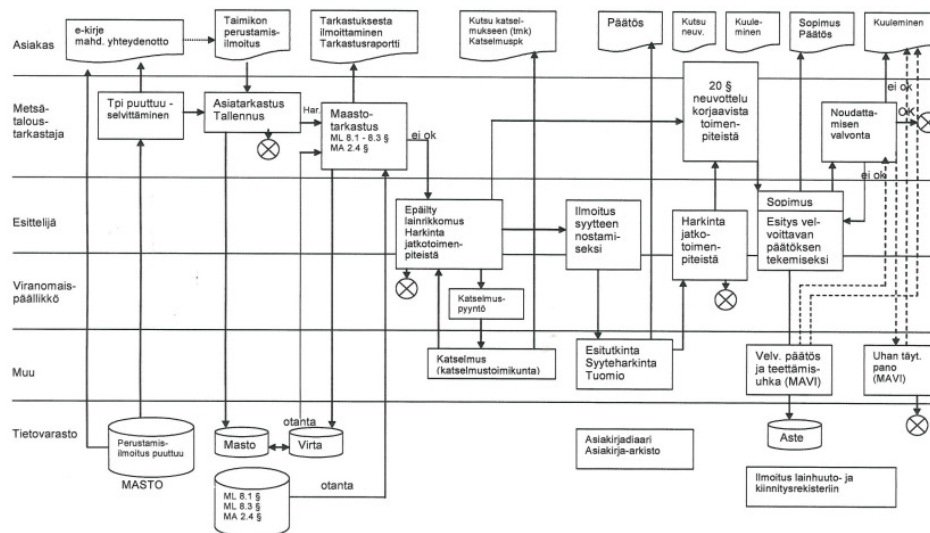 Asiakas
e-kirje
mahd. yhteydenotto
Taimikon
perustamis-
ilmoitus
Tarkastuksesta
ilmoittaminen
Tarkastusraportti
Kutsu katsel-
mukseen (tmk)
Katselmuspk
Päätös
Kutsu
neuv.
Kuule-
minen
Sopimus
Päätös
Kuuleminen
Metsä-
talous-
tarkastaja
Tpi puuttuu -
selvittäminen
Asiatarkastus
Tallennus
Har.
Maasto-
tarkastus
ML 8.1 - 8.3 §
MA 2.4 §
ei ok
20 §
neuvottelu
korjaavista
toimen-
piteistä
Noudatta-
misen
valvonta
ei ok
OK
ei ok
Esittelijä
Epäilty
lainrikkomus
Harkinta
jatkotoimen-
piteistä
Ilmoitus
syytteen
nostami-
seksi
Harkinta
jatko-
toimen-
piteistä
Sopimus
Esitys vel-
voittavan
päätöksen
tekemiseksi
Viranomais-
päällikkö
Katselmus-
pyyntö
Muu
Katselmus
(katselmustoimikunta)
Esitutkinta
Syyteharkinta
Tuomio
Velv. päätös
ja teettämis-
uhka (MAVI)
Uhan täyt.
pano
(MAVI)
Tietovarasto
Perustamis-
ilmoitus puuttuu
MASTO
Masto
otanta
Virta
ML 8.1 §
ML 8.3 §
MA 2.4 §
otanta
Asiakirjadiaari
Asiakirja-arkisto
Aste
Ilmoitus lainhuuto- ja
kiinnitysrekisteriin